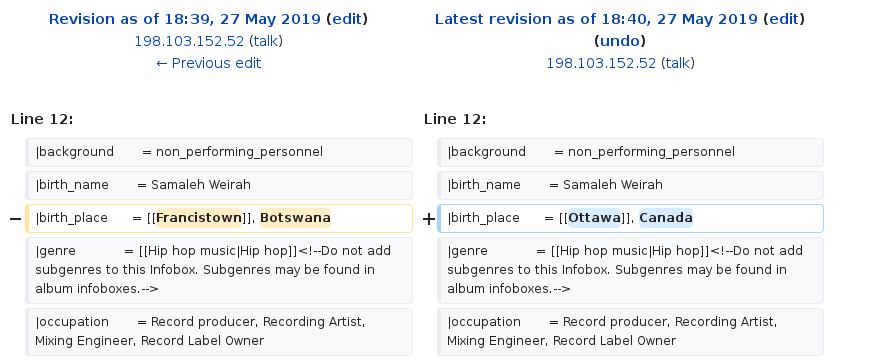 Revision as of 18:39, 27 May 2019 (edit)
198.103.152.52 (talk)
← Previous edit
Latest revision as of 18:40, 27 May 2019 (edit)
(undo)
198.103.152.52 (talk)
Line 12:
Line 12:
|background = non_performing_personnel
|background = non_performing_personnel
|birth_name = Samaleh Weirah
|birth_name = Samaleh Weirah
− |birth_place = [[Francistown]], Botswana
+ |birth_place = [[Ottawa]], Canada
|genre = [[Hip hop music|Hip hop]]<!--Do not add
subgenres to this Infobox. Subgenres may be found in
album infoboxes.-->
|genre = [[Hip hop music|Hip hop]]<!--Do not add
subgenres to this Infobox. Subgenres may be found in
album infoboxes.-->
|occupation = Record producer, Recording Artist,
Mixing Engineer, Record Label Owner
|occupation = Record producer, Recording Artist,
Mixing Engineer, Record Label Owner